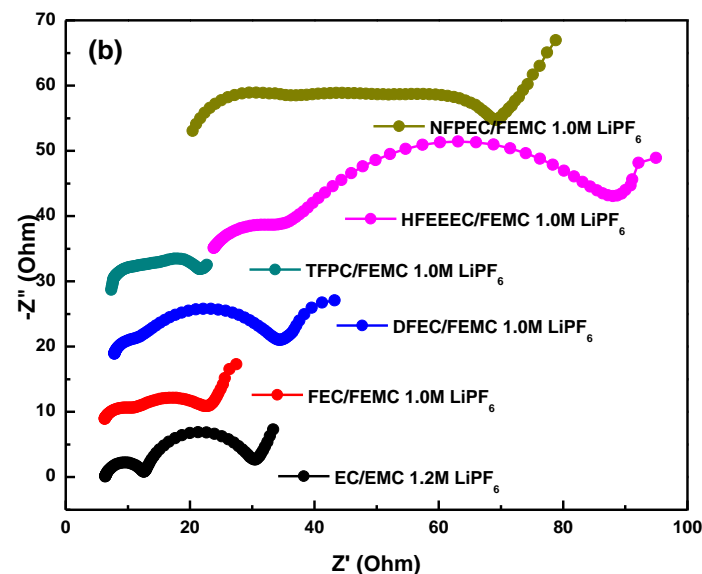 (b)
70
60
50
40
30
20
10
0
-Z" (Ohm)
NFPEC/FEMC 1.0M LiPF6
HFEEEC/FEMC 1.0M LiPF6
TFPC/FEMC 1.0M LiPF6
DFEC/FEMC 1.0M LiPF6
FEC/FEMC 1.0M LiPF6
EC/EMC 1.2M LiPF6
0 20 40 60 80 100
Z' (Ohm)